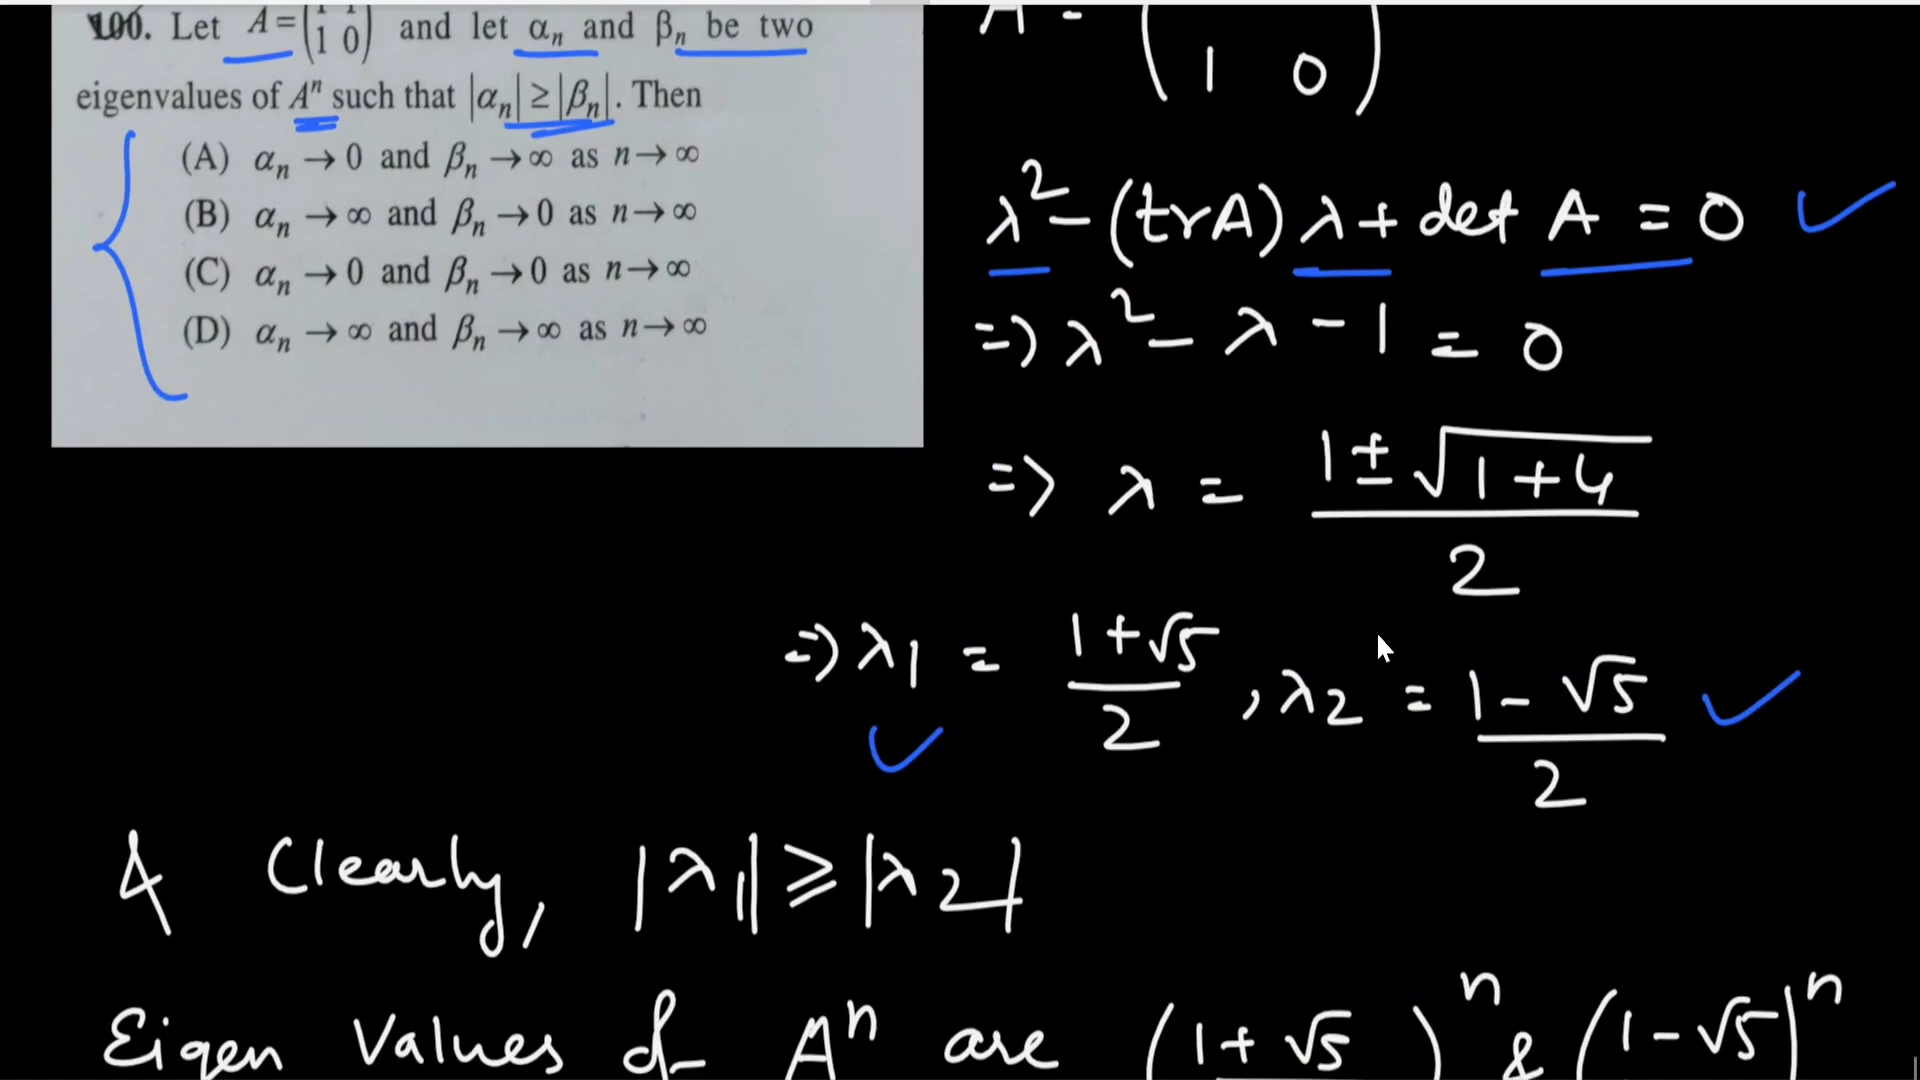 100. Let A = (1 1
1 0) and let αₙ and βₙ be two
eigenvalues of Aⁿ such that |αₙ| ≥ |βₙ|. Then
(A) αₙ → 0 and βₙ → ∞ as n → ∞
(B) αₙ → ∞ and βₙ → 0 as n → ∞
(C) αₙ → 0 and βₙ → 0 as n → ∞
(D) αₙ → ∞ and βₙ → ∞ as n → ∞
A = (
1 0)
λ² - (trA) λ + det A = 0
=> λ² - λ - 1 = 0
=> λ = (1 ± √(1+4)) / 2
=> λ1 = (1+√5) / 2 , λ2 = (1-√5) / 2
& Clearly, |λ1| ⩾ |λ2|
Eigen Values of Aⁿ are (1+√5)ⁿ & (1-√5)ⁿ